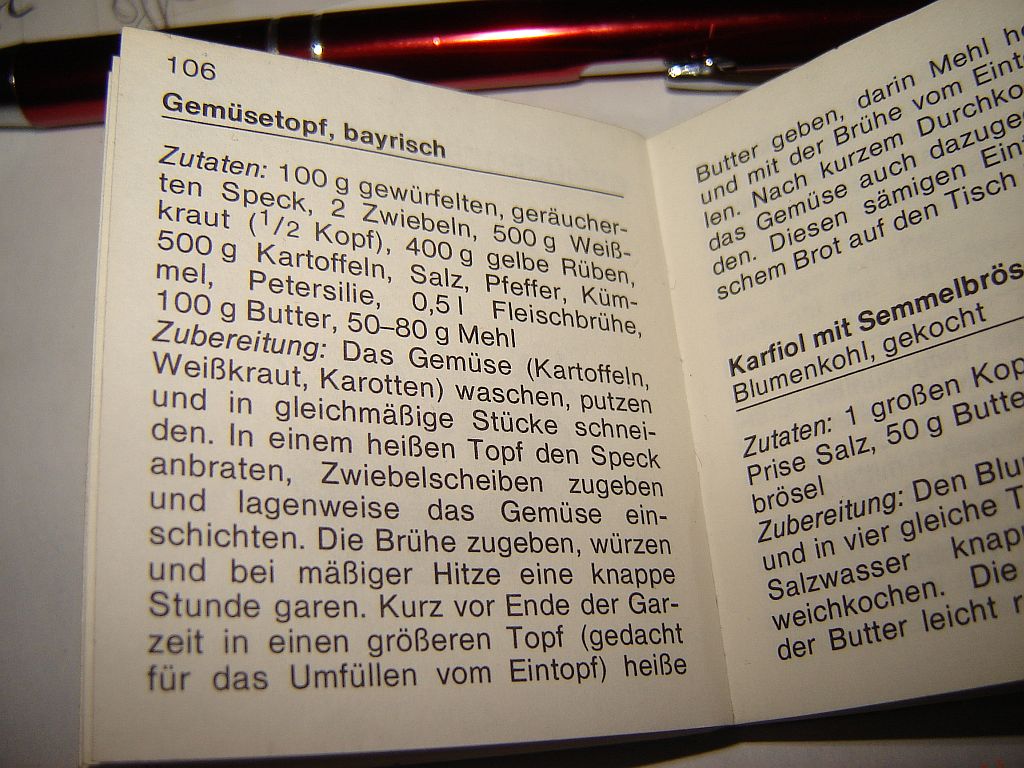 106
Gemüsetopf, bayrisch
Zutaten: 100 g gewürfelten, geräucher-
ten Speck, 2 Zwiebeln, 500 g Weiß-
kraut (1/2 Kopf), 400 g gelbe Rüben,
500 g Kartoffeln, Salz, Pfeffer, Küm-
mel, Petersilie, 0,5 l Fleischbrühe,
100 g Butter, 50–80 g Mehl
Zubereitung: Das Gemüse (Kartoffeln,
Weißkraut, Karotten) waschen, putzen
und in gleichmäßige Stücke schnei-
den. In einem heißen Topf den Speck
anbraten, Zwiebelscheiben zugeben
und lagenweise das Gemüse ein-
schichten. Die Brühe zugeben, würzen
und bei mäßiger Hitze eine knappe
Stunde garen. Kurz vor Ende der Gar-
zeit in einen größeren Topf (gedacht
für das Umfüllen vom Eintopf) heiße
Butter geben, darin Mehl
und mit der Brühe vom
len. Nach kurzem
das Gemüse auch
den. Diesen sämigen
schem Brot auf den Tisch
Karfiol mit
Blumenkohl, gekocht
Zutaten: 1 großen
Prise Salz, 50 g
brösel
Zubereitung: Den
und in vier gleiche
Salzwasser
weichkochen. Die
der Butter leicht